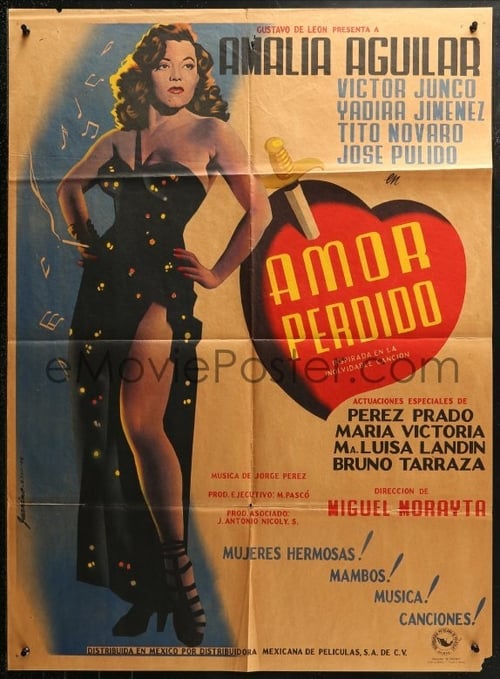 GUSTAVO DE LEON PRESENTA A
AMALIA AGUILAR
VICTOR JUNCO
YADIRA JIMENEZ
TITO NOVARO
JOSE PULIDO
en
AMOR
PERDIDO
INSPIRADA EN LA
INOLVIDABLE CANCION
eMoviePoster.com
ACTUACIONES ESPECIALES DE
PEREZ PRADO
MARIA VICTORIA
Ma. LUISA LANDIN
BRUNO TARRAZA
MUSICA DE JORGE PEREZ
PROD. EJECUTIVO: M. PASCÓ
PROD. ASOCIADO:
J. ANTONIO NICOLY, S.
DIRECCION DE
MIGUEL MORAYTA
MUJERES HERMOSAS!
MAMBOS!
MUSICA!
CANCIONES!
DISTRIBUIDA EN MEXICO POR DISTRIBUIDORA MEXICANA DE PELICULAS, S.A. DE C.V.